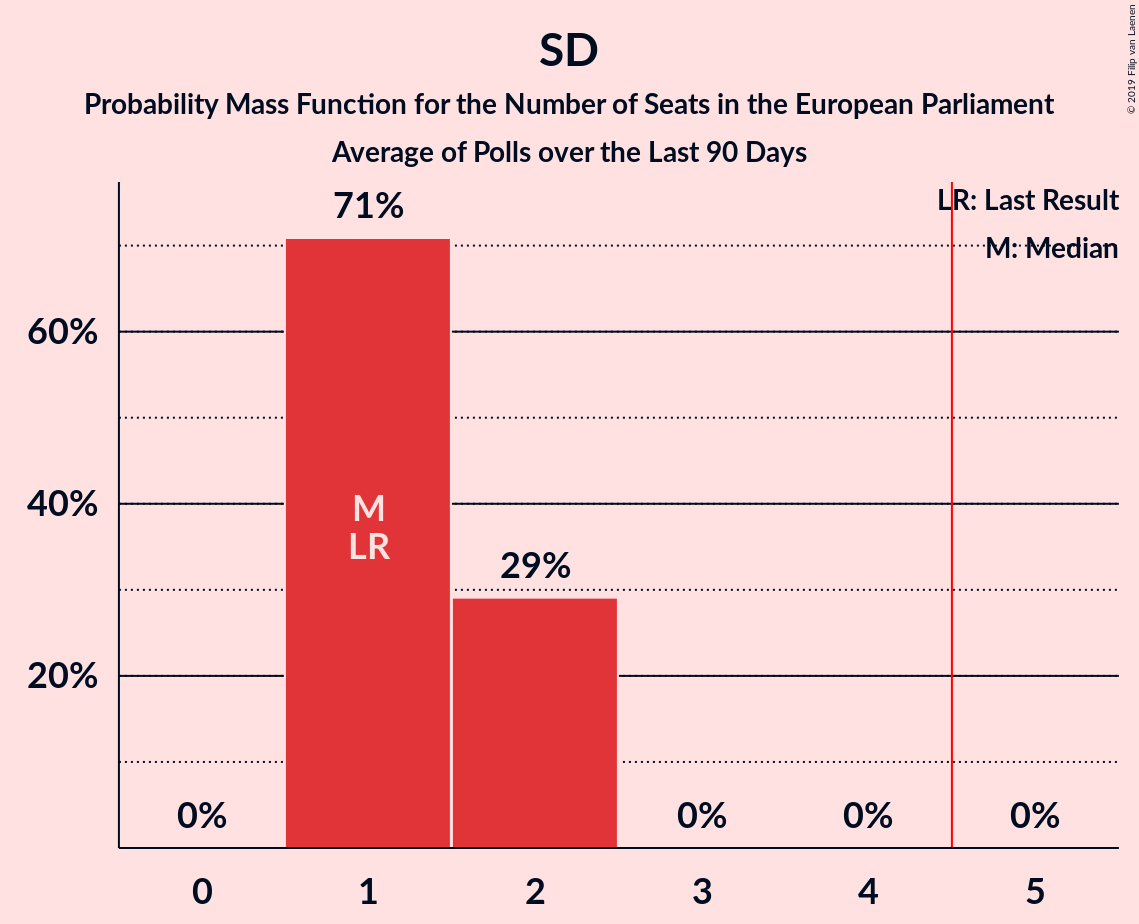 SD
Probability Mass Function for the Number of Seats in the European Parliament
Average of Polls over the Last 90 Days
© 2019 Filip van Laenen
LR: Last Result
M: Median
71%
60%
M
40%
LR
29%
20%
0%
0%
0%
0%
0
1
2
3
4
5